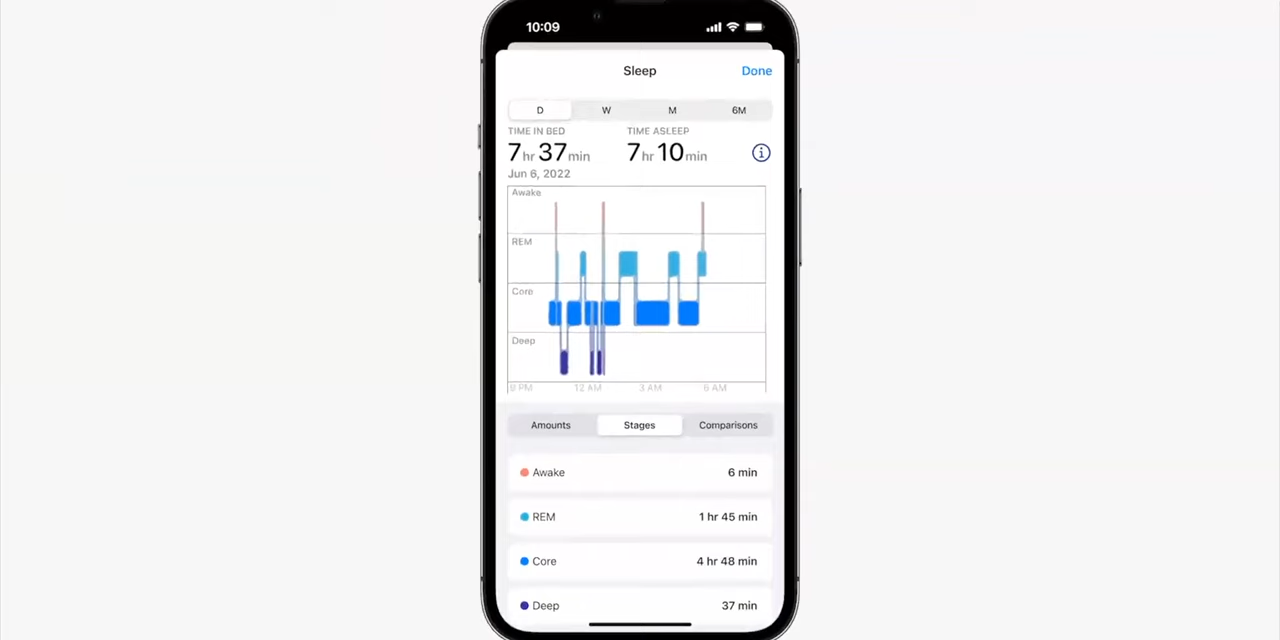 10:09
Sleep Done
D W M 6M
TIME IN BED TIME ASLEEP
7 hr 37 min 7 hr 10 min
Jun 6, 2022
Awake
REM
Core
Deep
PM 12 AM 3 AM 6 AM
Amounts Stages Comparisons
Awake 6 min
REM 1 hr 45 min
Core 4 hr 48 min
Deep 37 min